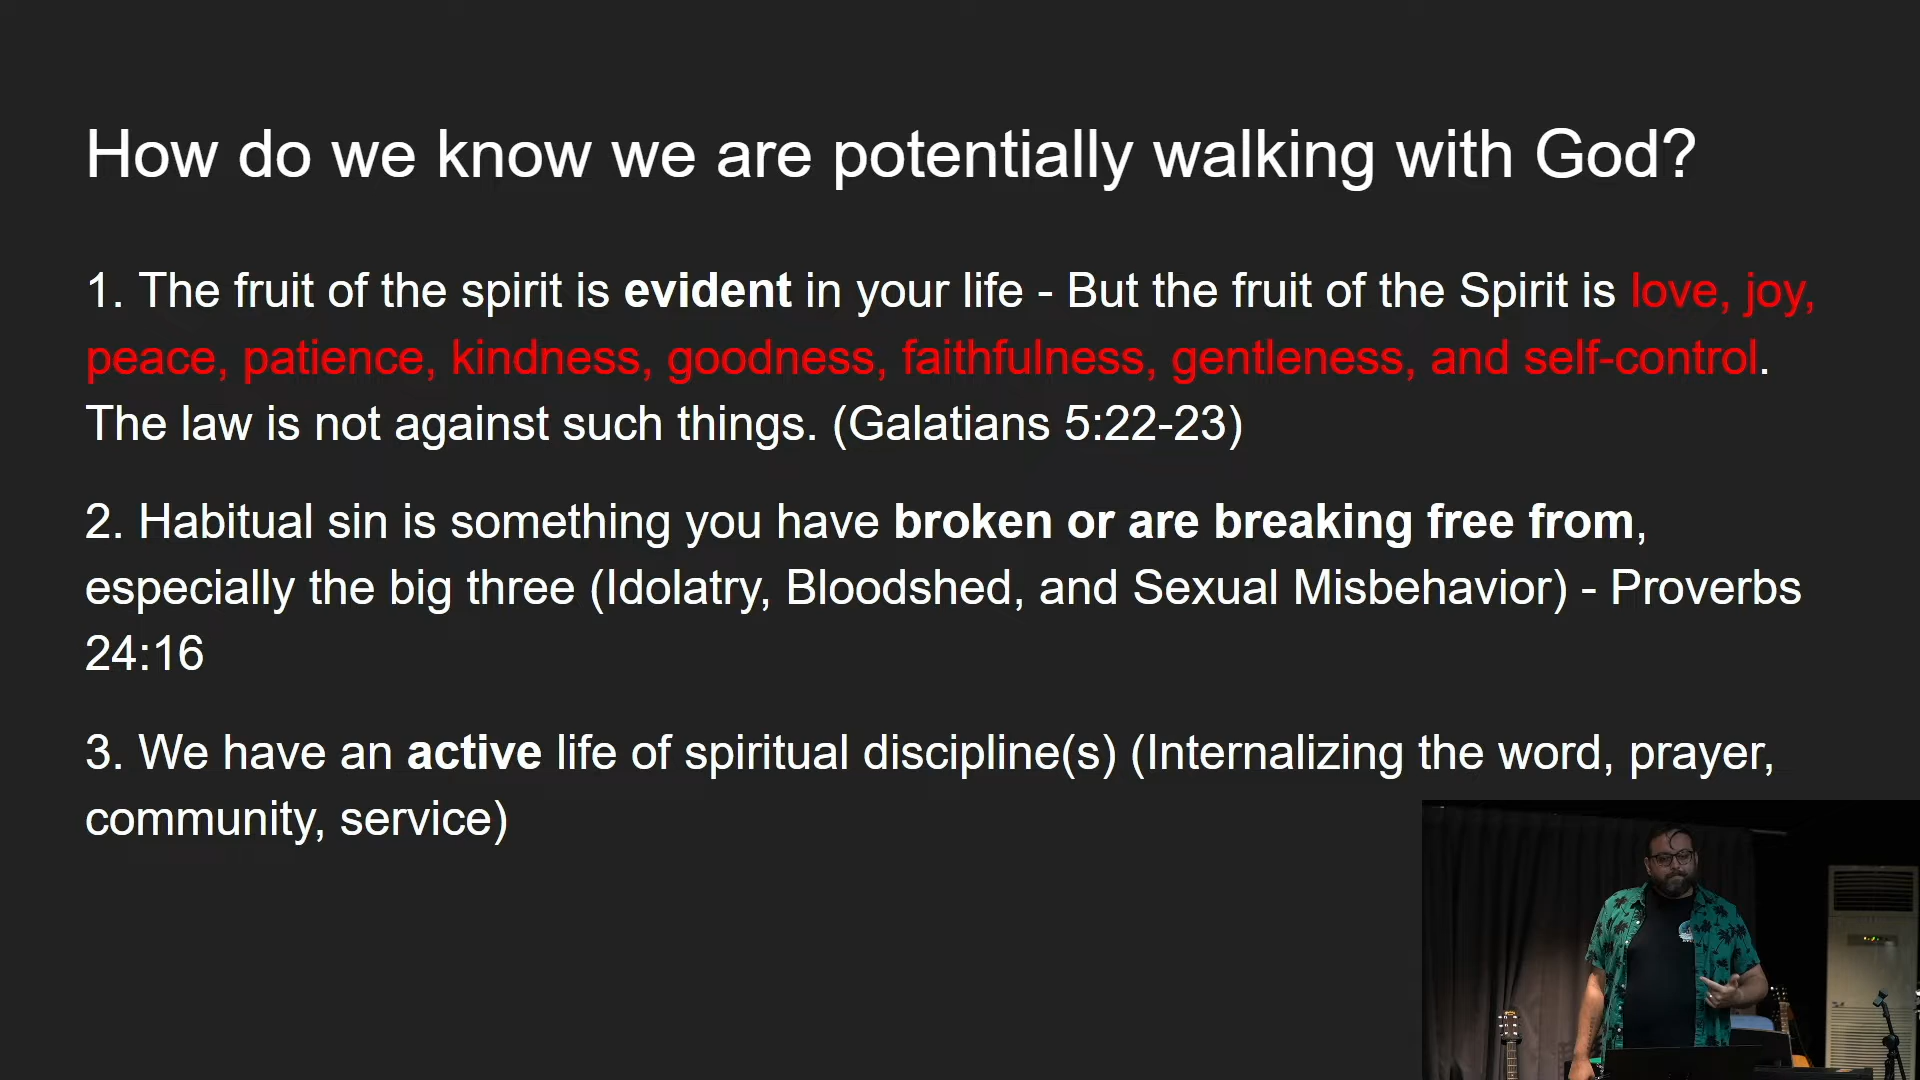 How do we know we are potentially walking with God?
1. The fruit of the spirit is evident in your life - But the fruit of the Spirit is love, joy,
peace, patience, kindness, goodness, faithfulness, gentleness, and self-control.
The law is not against such things. (Galatians 5:22-23)
2. Habitual sin is something you have broken or are breaking free from,
especially the big three (Idolatry, Bloodshed, and Sexual Misbehavior) - Proverbs
24:16
3. We have an active life of spiritual discipline(s) (Internalizing the word, prayer,
community, service)